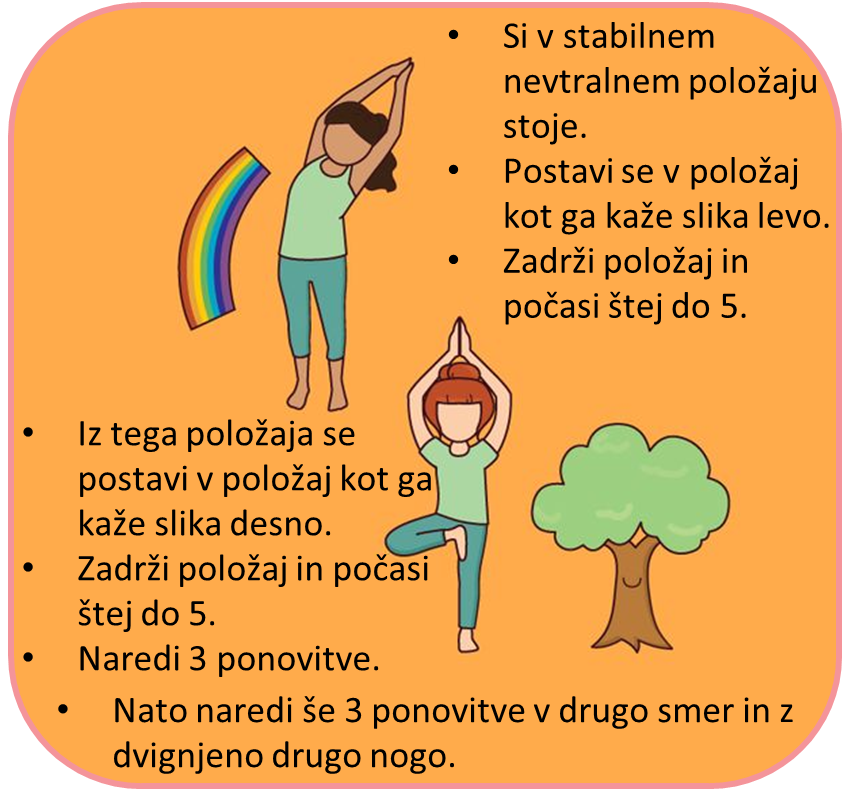 • Si v stabilnem
nevtralnem položaju
stoje.
• Postavi se v položaj
kot ga kaže slika levo.
• Zadrži položaj in
počasi štej do 5.
• Iz tega položaja se
postavi v položaj kot ga
kaže slika desno.
• Zadrži položaj in počasi
štej do 5.
• Naredi 3 ponovitve.
• Nato naredi še 3 ponovitve v drugo smer in z
dvignjeno drugo nogo.